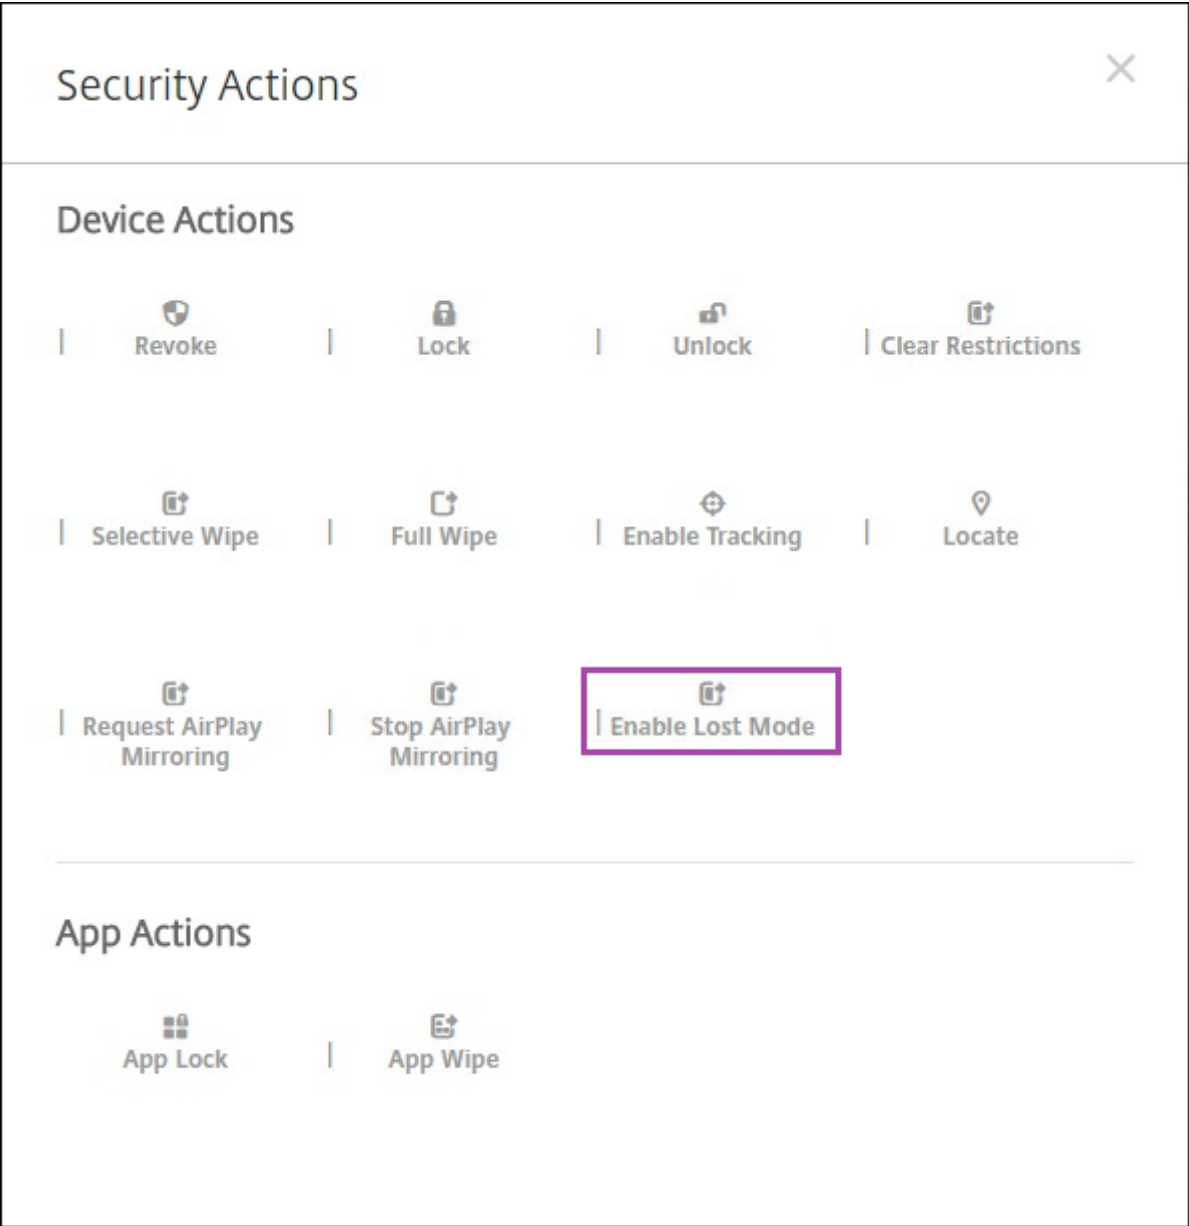 Security Actions
Device Actions
Revoke
Lock
Unlock
Clear Restrictions
Selective Wipe
Full Wipe
Enable Tracking
Locate
Request AirPlay
Mirroring
Stop AirPlay
Mirroring
Enable Lost Mode
App Actions
App Lock
App Wipe